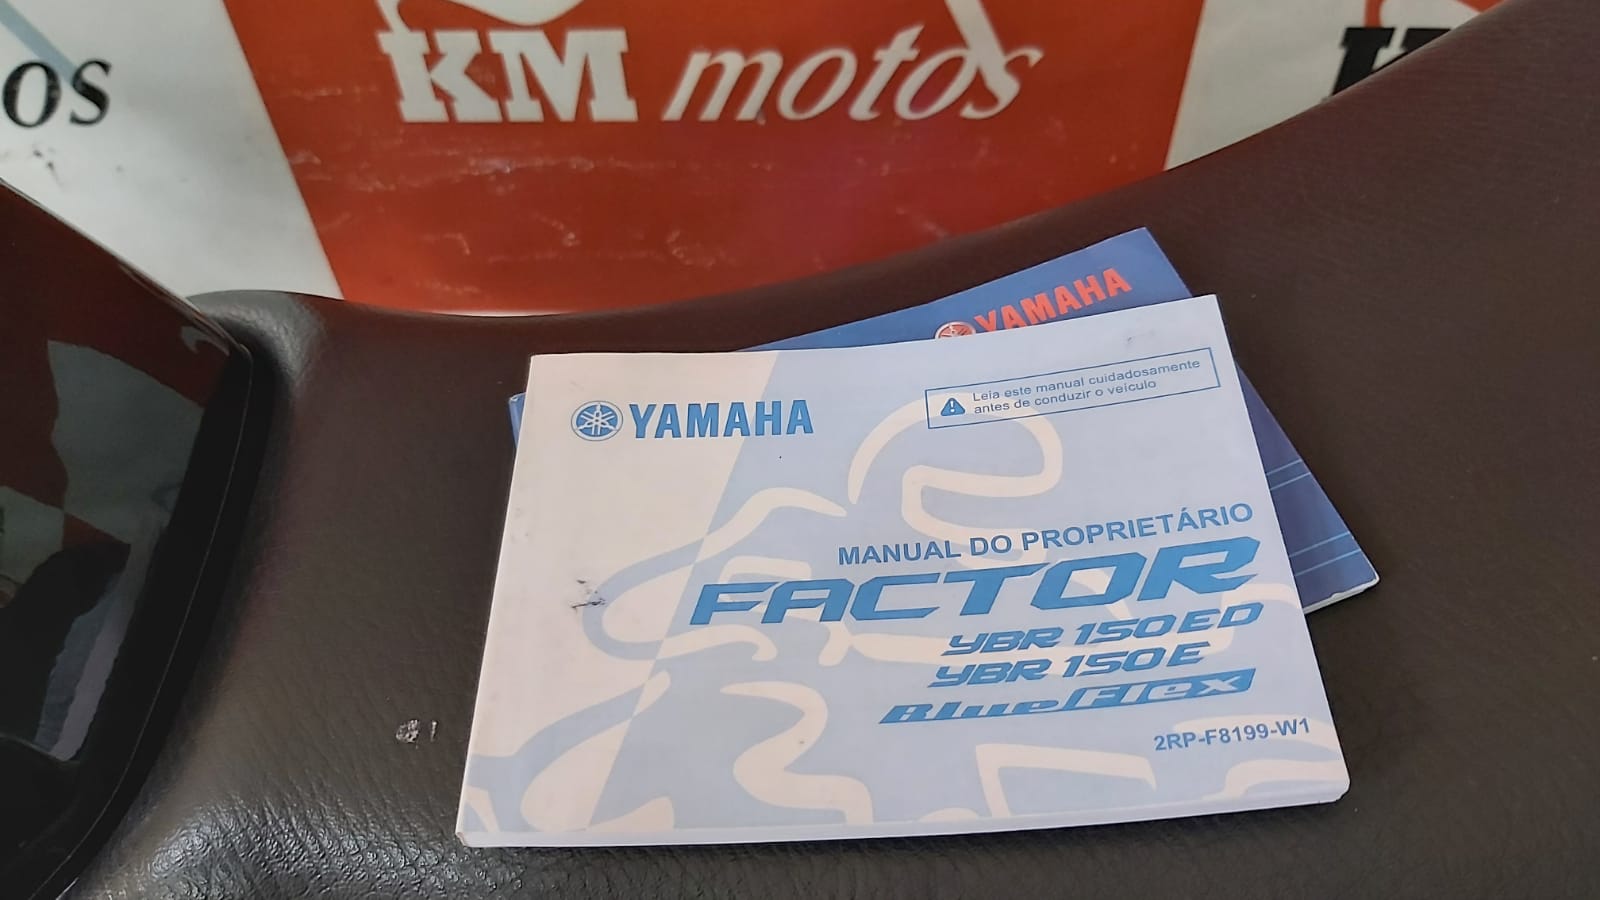 os
KM motos
YAMAHA
YAMAHA
Leia este manual cuidadosamente
antes de conduzir o veículo
MANUAL DO PROPRIETÁRIO
FACTOR
YBR 150ED
YBR 150E
BlueFlex
2RP-F8199-W1